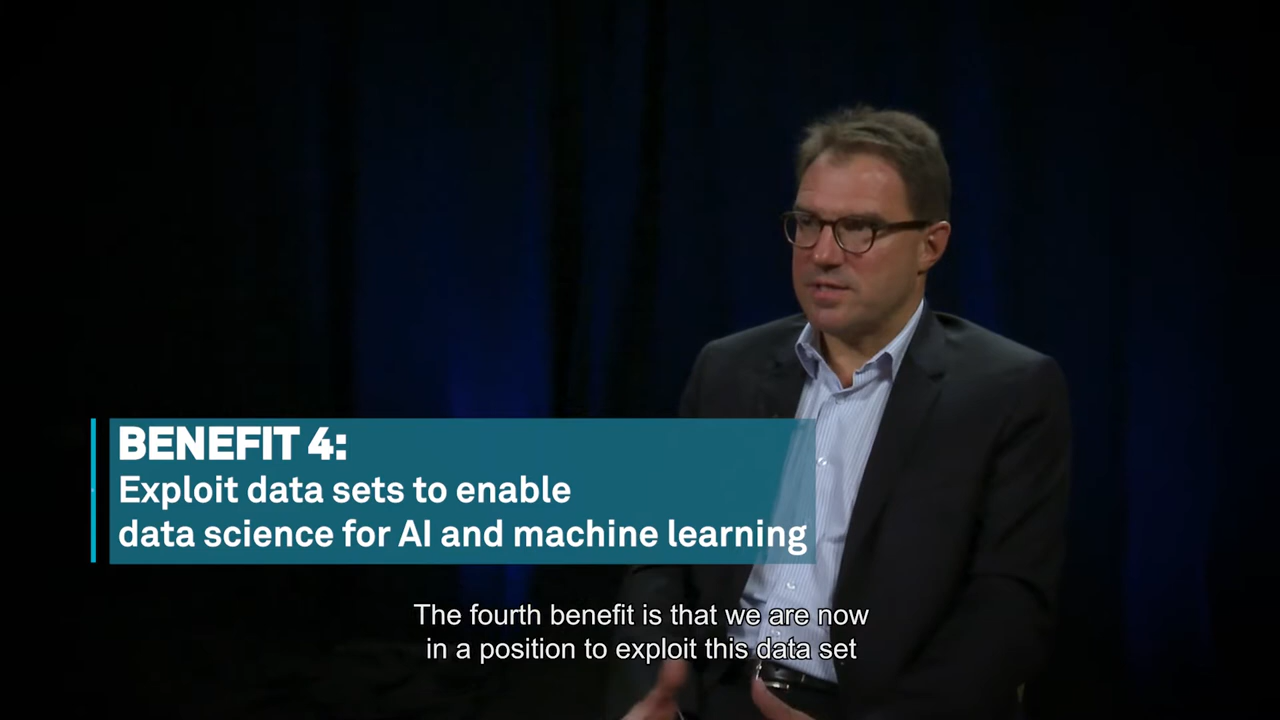 BENEFIT 4:
Exploit data sets to enable
data science for AI and machine learning
The fourth benefit is that we are now
in a position to exploit this data set